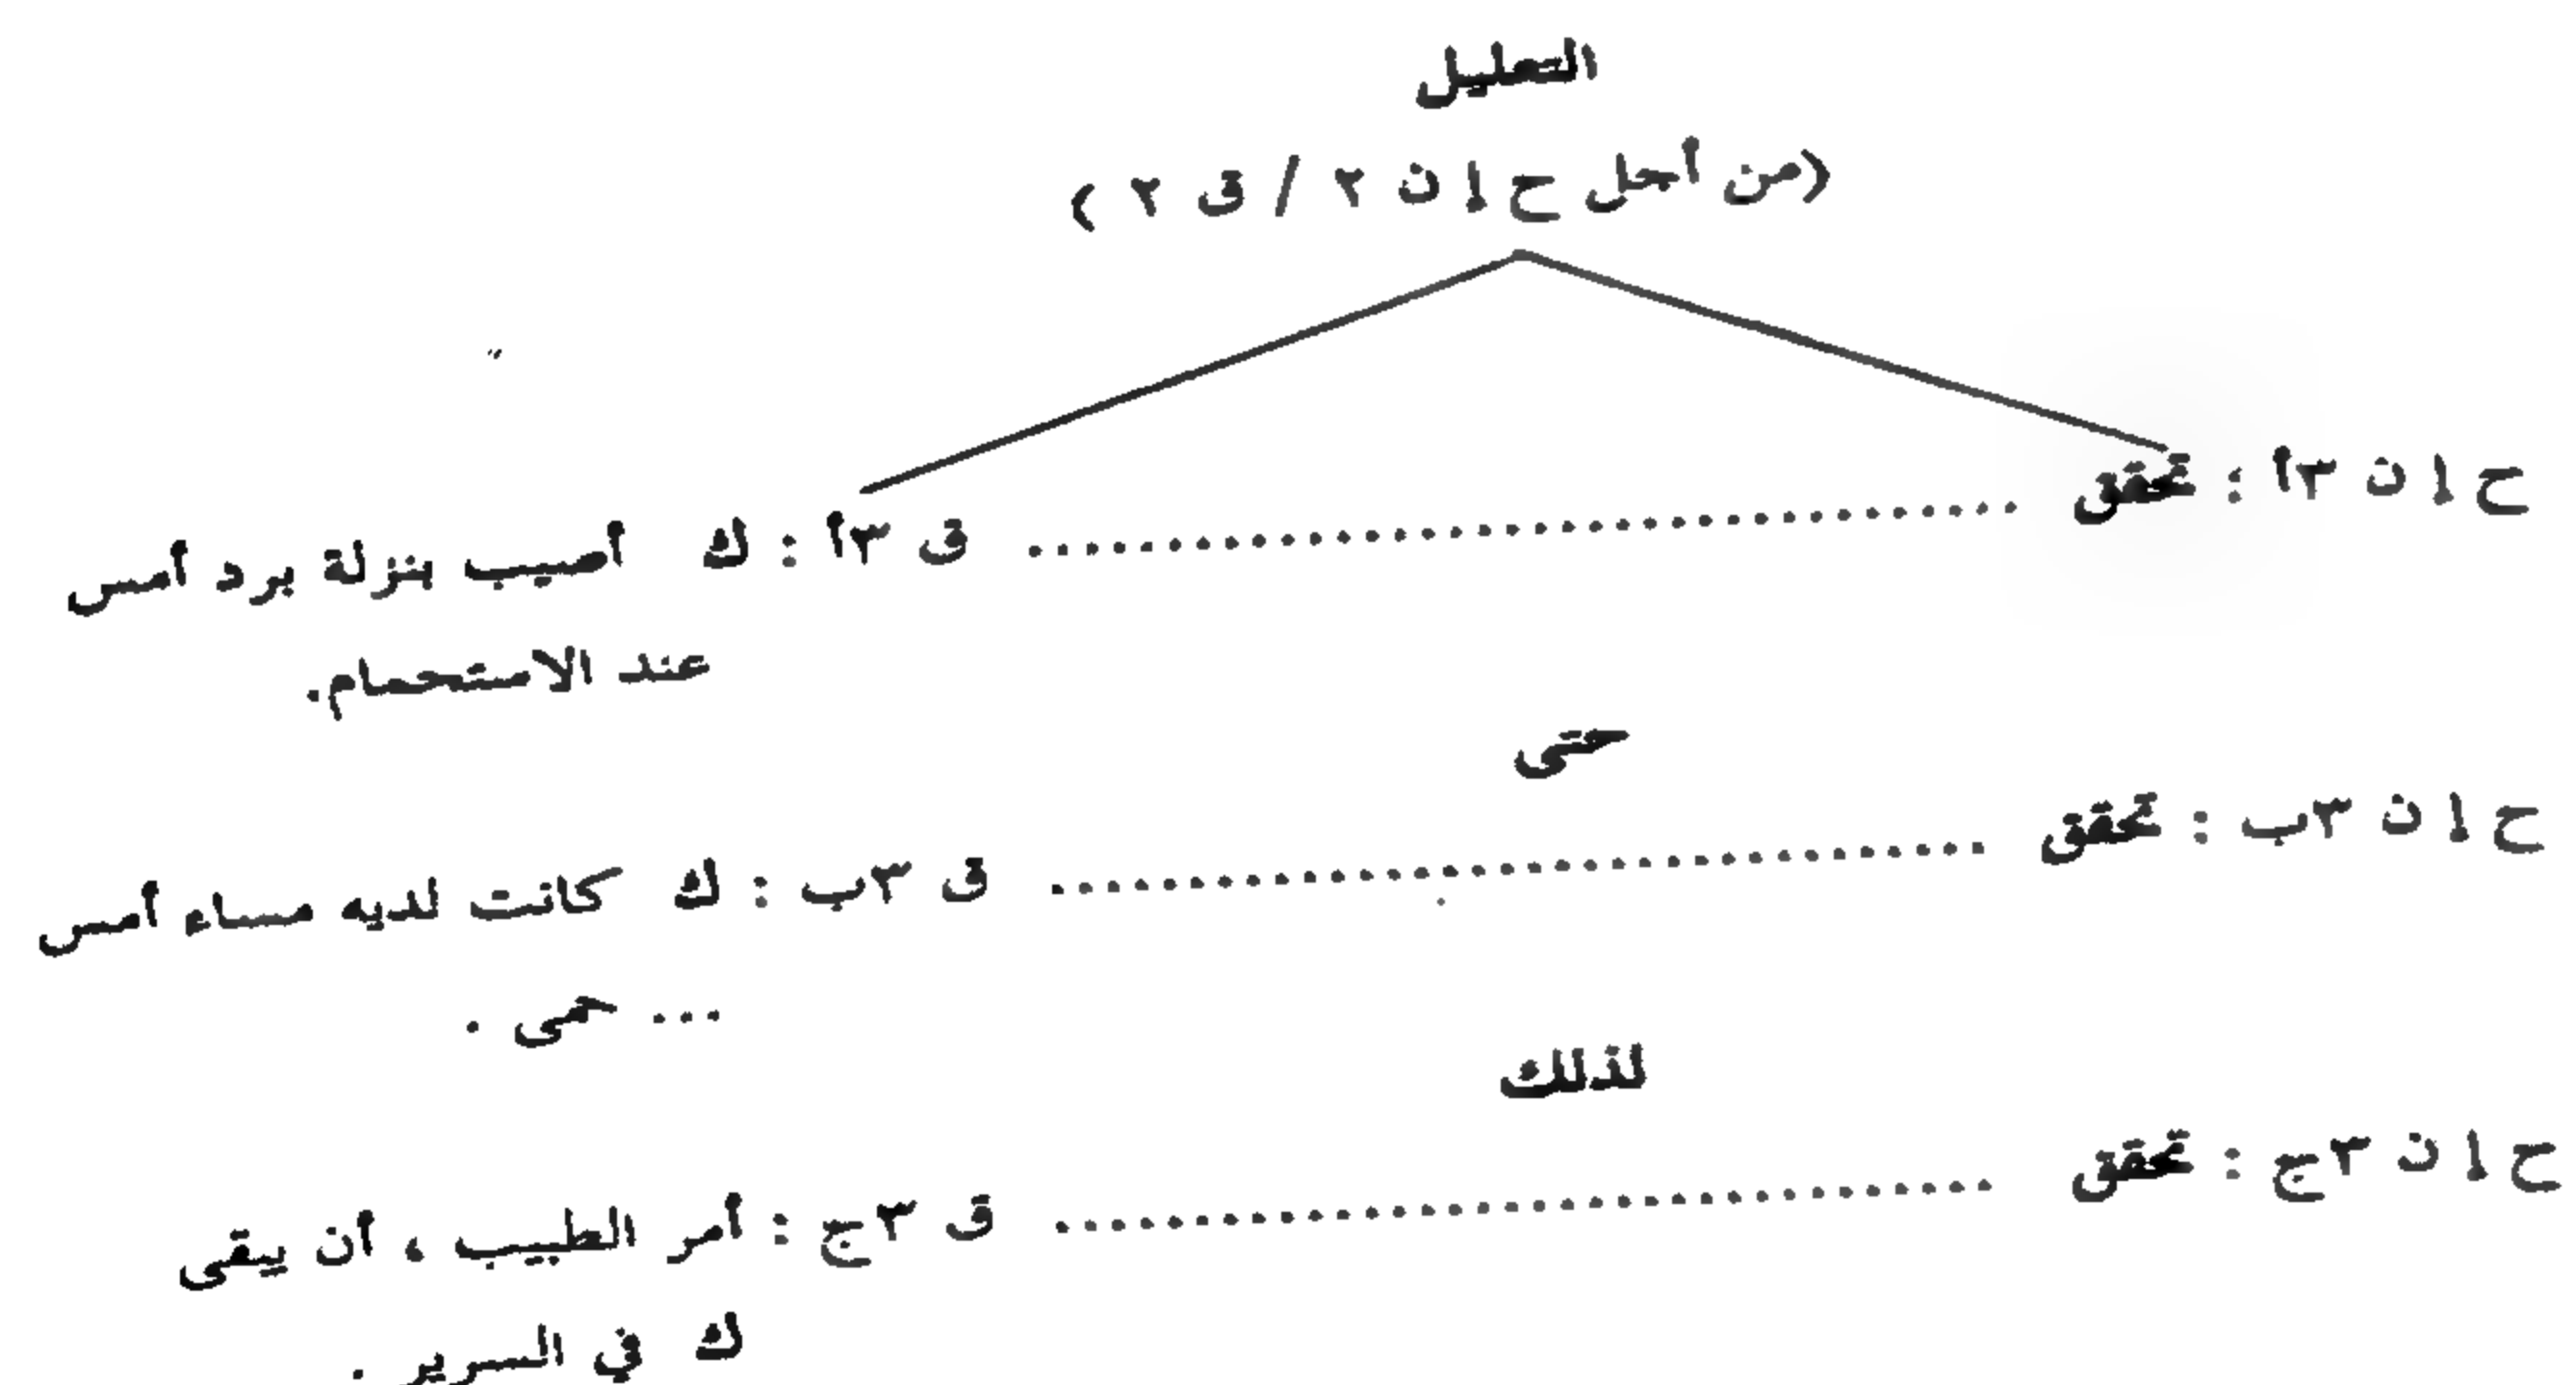 التعليل
(من أجل ح إ ن ٢ / ق ٢ )
ح إ ن ٣أ : تحقق .................................... ق ٣أ : ك أصيب بنزلة برد أمس
عند الاستحمام.
حتى
ح إ ن ٣ب : تحقق .................................. ق ٣ب : ك كانت لديه مساء أمس
... حمى .
لذلك
ح إ ن ٣ج : تحقق .................................. ق ٣ج : أمر الطبيب ، أن يبقى
ك في السرير .